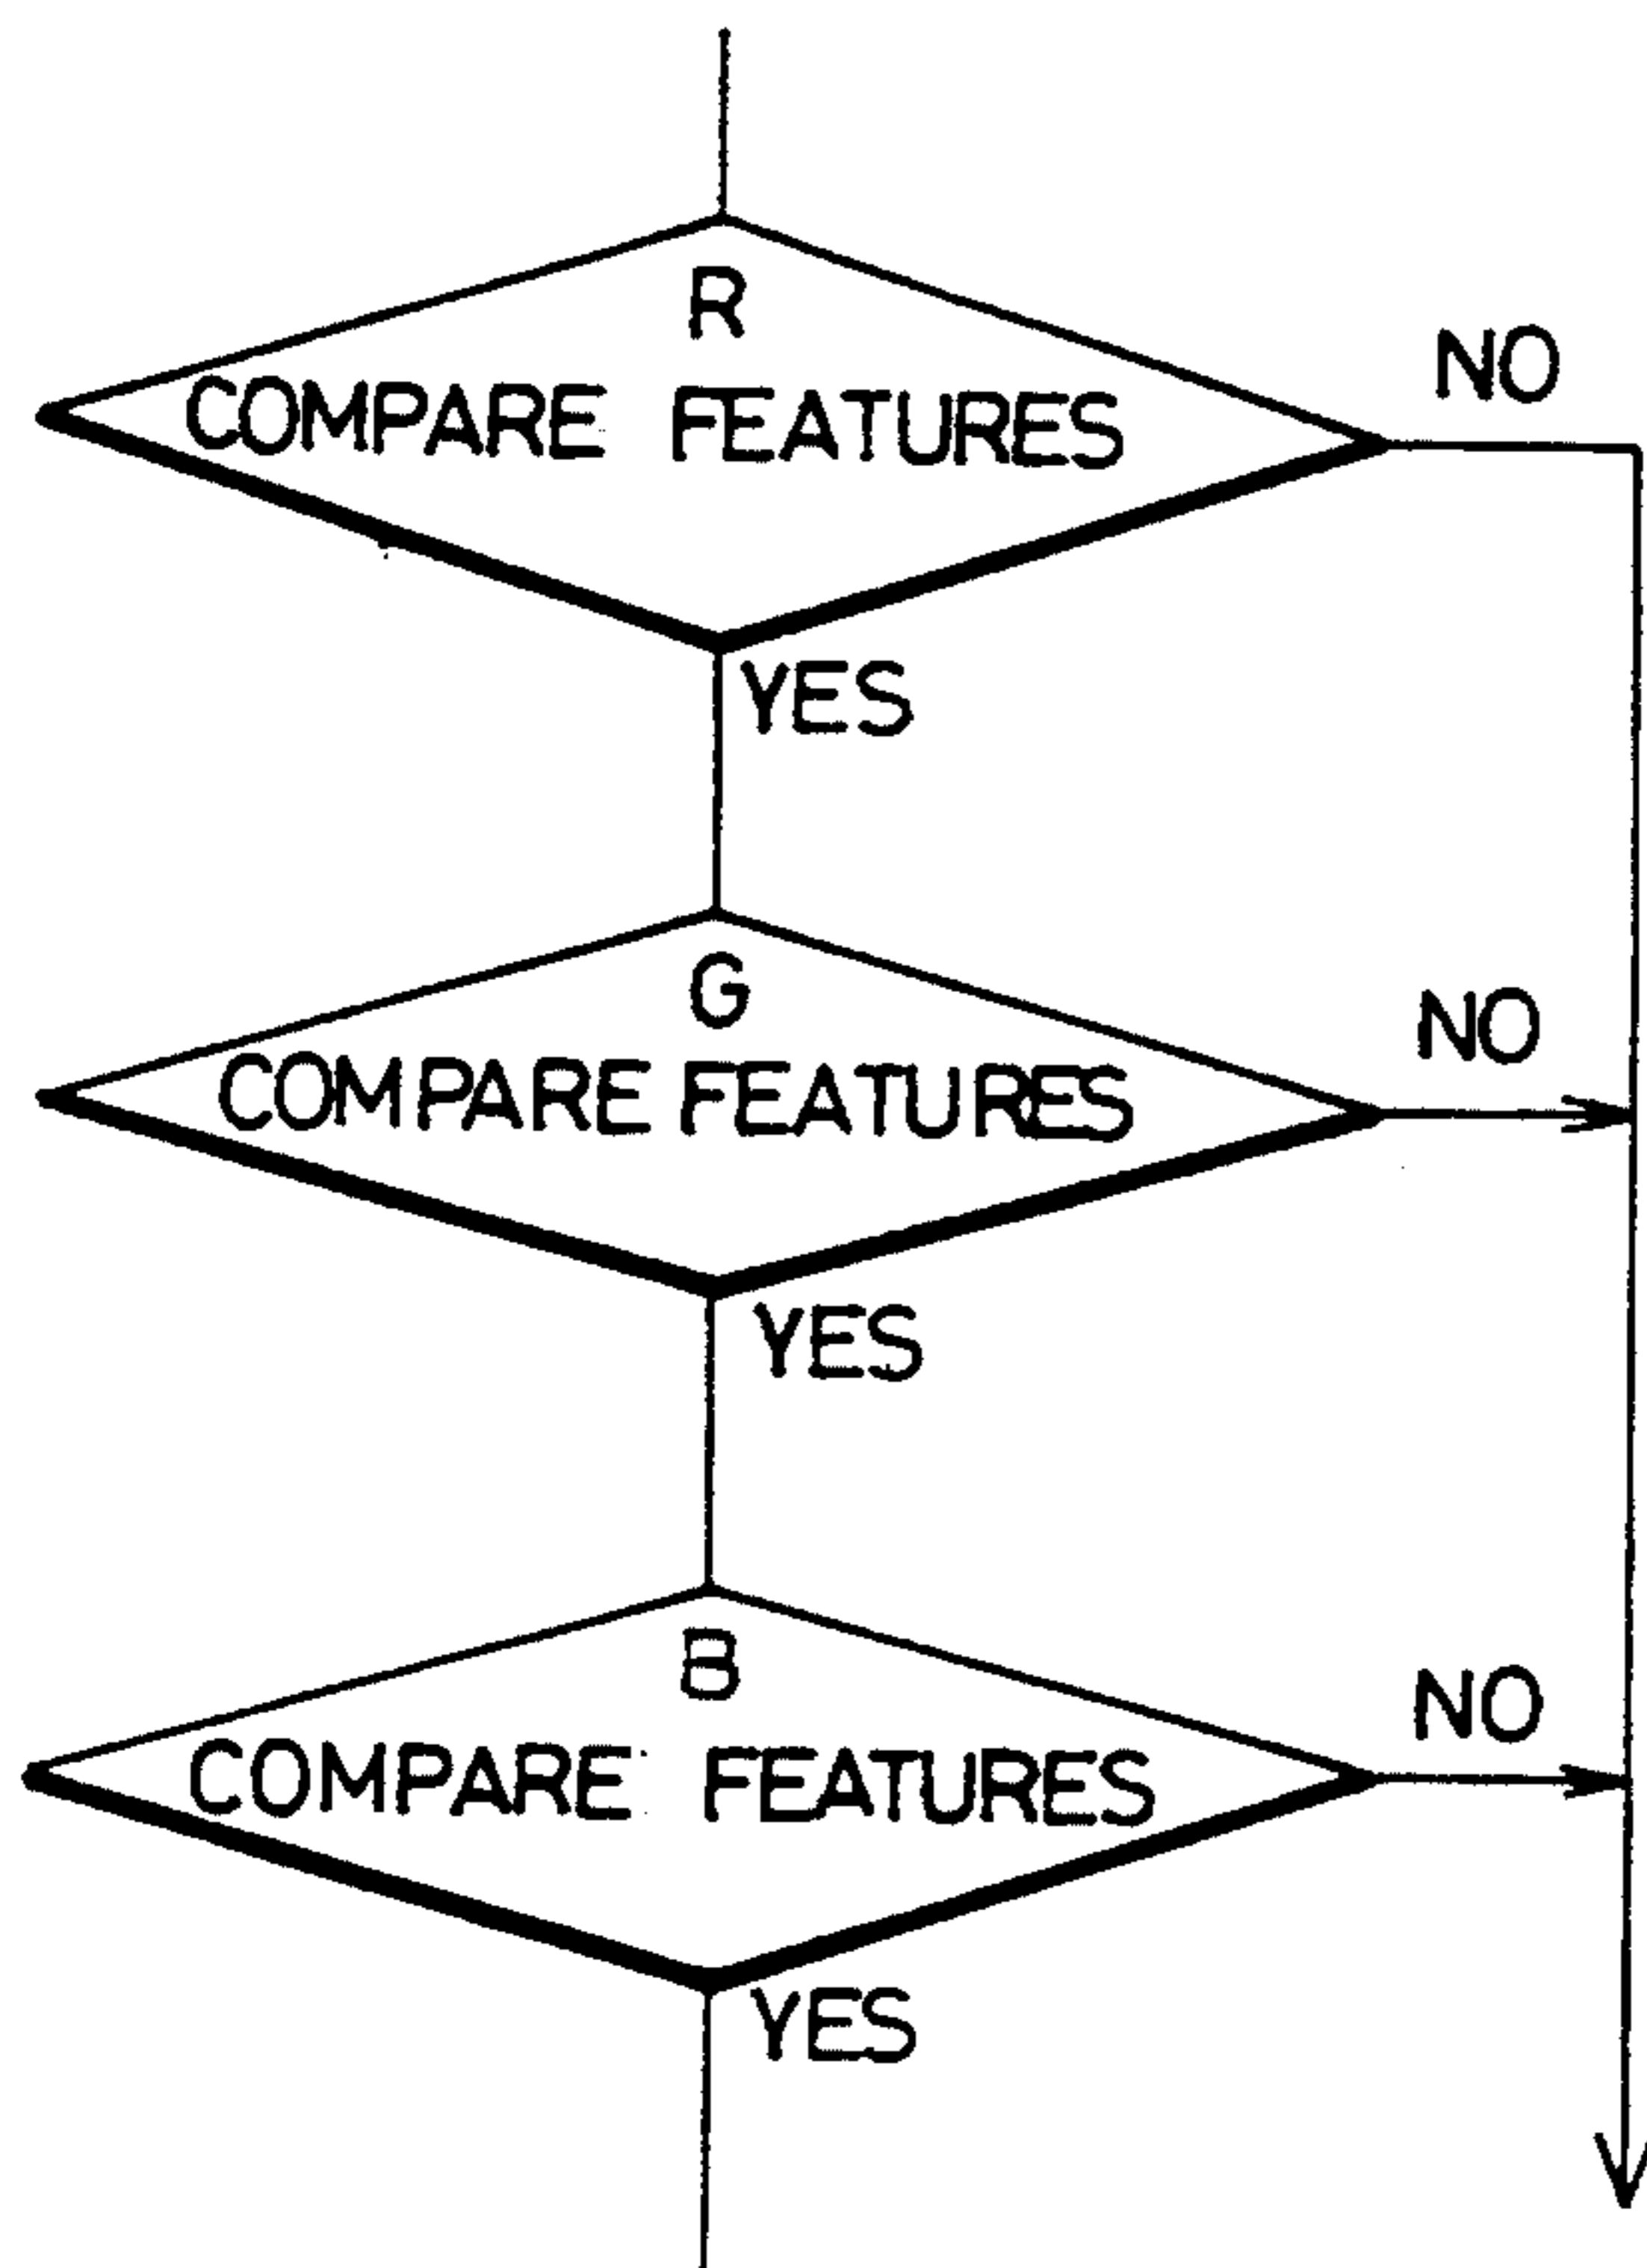 R
COMPARE FEATURES
NO
YES
G
COMPARE FEATURES
NO
YES
B
COMPARE FEATURES
NO
YES